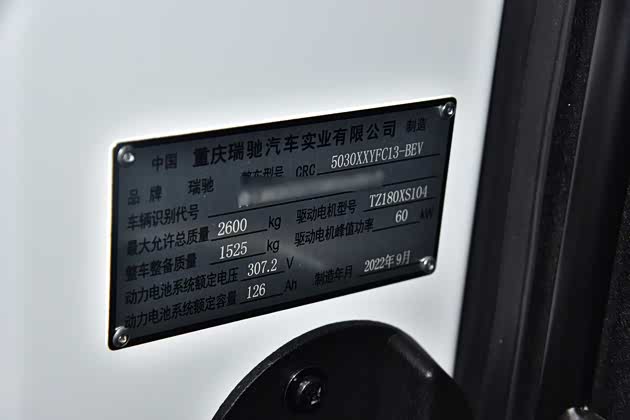 中国 重庆瑞驰汽车实业有限公司 制造
品牌 瑞驰 整车型号 CRC 5030XXYFC13-BEV
车辆识别代号
最大允许总质量 2600 kg 驱动电机型号 TZ180XS104
整车整备质量 1525 kg 驱动电机峰值功率 60 kW
动力电池系统额定电压 307.2 V 制造年月 2022年9月
动力电池系统额定容量 126 Ah